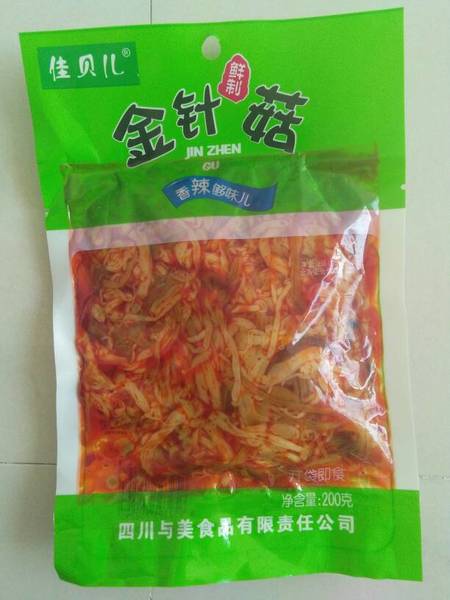 佳贝儿®
鲜制
金针菇
JIN ZHEN
GU
香辣够味儿
开袋即食
净含量:200克
四川与美食品有限责任公司